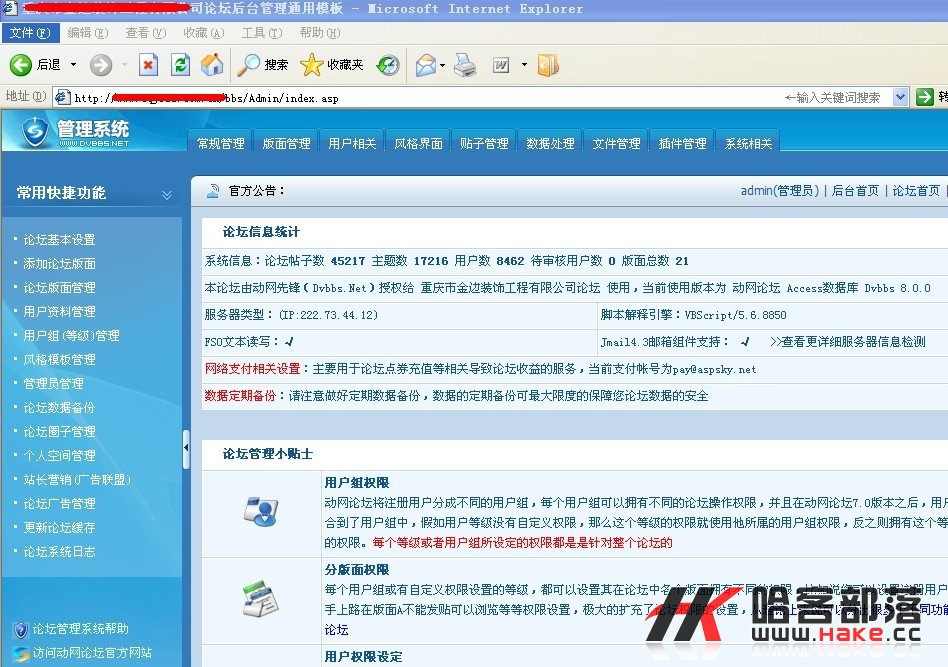 司论坛后台管理通用模板 - Microsoft Internet Explorer
文件(F) 编辑(E) 查看(V) 收藏(A) 工具(T) 帮助(H)
后退 搜索 收藏夹
地址(D) http:// bbs/Admin/index.asp ←输入关键词搜索 转
管理系统
WWW.DVBBS.NET
常规管理 版面管理 用户相关 风格界面 贴子管理 数据处理 文件管理 插件管理 系统相关
常用快捷功能
官方公告： admin(管理员) | 后台首页 | 论坛首页
· 论坛基本设置
· 添加论坛版面
· 论坛版面管理
· 用户资料管理
· 用户组(等级)管理
· 风格模板管理
· 管理员管理
· 论坛数据备份
· 论坛圈子管理
· 个人空间管理
· 站长营销(广告联盟)
· 论坛广告管理
· 更新论坛缓存
· 论坛系统日志
论坛管理系统帮助
访问动网论坛官方网站
论坛信息统计
系统信息：论坛帖子数 45217 主题数 17216 用户数 8462 待审核用户数 0 版面总数 21
本论坛由动网先锋(Dvbbs.Net)授权给 重庆市金边装饰工程有限公司论坛 使用，当前使用版本为 动网论坛 Access数据库 Dvbbs 8.0.0
服务器类型：(IP:222.73.44.12) 脚本解释引擎：VBScript/5.6.8850
FSO文本读写：√ Jmail4.3邮箱组件支持： √ >>查看更详细服务器信息检测
网络支付相关设置：主要用于论坛点券充值等相关导致论坛收益的服务，当前支付帐号为pay@aspsky.net
数据定期备份：请注意做好定期数据备份，数据的定期备份可最大限度的保障您论坛数据的安全
论坛管理小贴士
用户组权限
动网论坛将注册用户分成不同的用户组，每个用户组可以拥有不同的论坛操作权限，并且在动网论坛7.0版本之后，用
合到了用户组中，假如用户等级没有自定义权限，那么这个等级的权限就使用他所属的用户组权限，反之则拥有这个等
的权限。每个等级或者用户组所设定的权限都是是针对整个论坛的
分版面权限
每个用户组或有自定义权限设置的等级，都可以设置其在论坛中各个版面拥有不同的权限，比如说您可以设置注册用户
手上路在版面A不能发贴可以浏览等等权限设置，极大的扩充了论坛权限的设置，
论坛
用户权限设定
哈客部落
www.Hake.cc